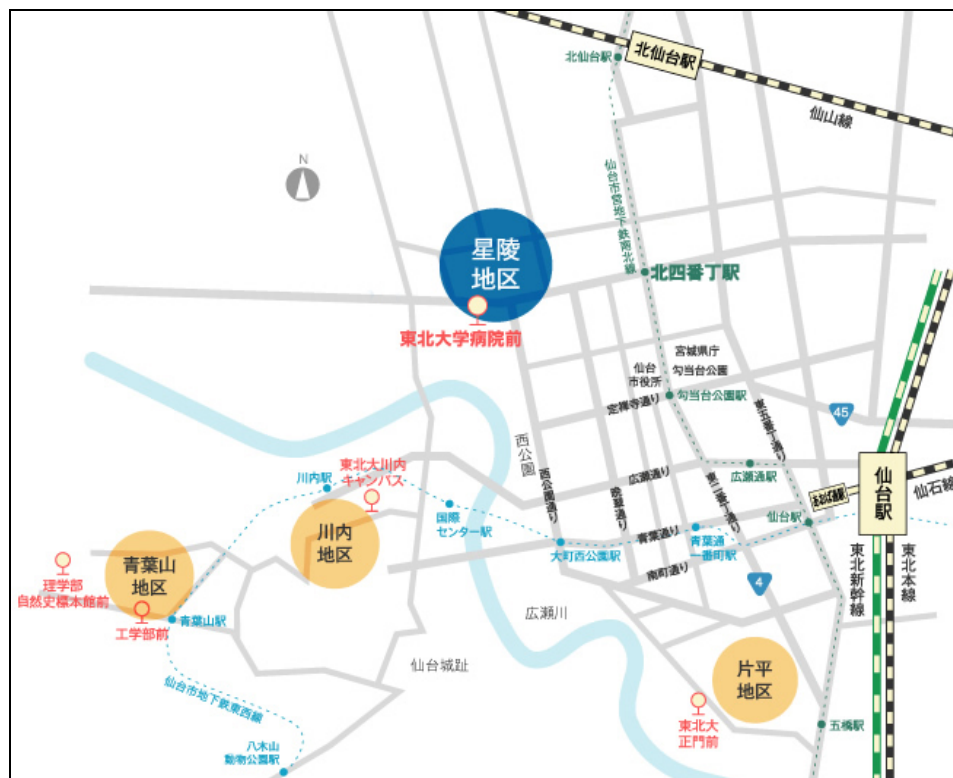 北仙台駅
北仙台駅
仙山線
N
仙台市営地下鉄南北線
星陵
地区
北四番丁駅
東北大学病院前
宮城県庁
仙台
市役所
勾当台公園
定禅寺通り
勾当台公園駅
東五番丁通り
45
西公園
西公園通り
晩翠通り
広瀬通り
東二番丁通り
広瀬通駅
仙台駅
あおば通駅
仙石線
川内駅
東北大川内
キャンパス
国際
センター駅
仙台駅
青葉通り
青葉通
一番町駅
大町西公園駅
南町通り
4
川内
地区
青葉山
地区
理学部
自然史標本館前
工学部前
青葉山駅
広瀬川
東北新幹線
東北本線
仙台城趾
片平
地区
仙台市地下鉄東西線
東北大
正門前
五橋駅
八木山
動物公園駅